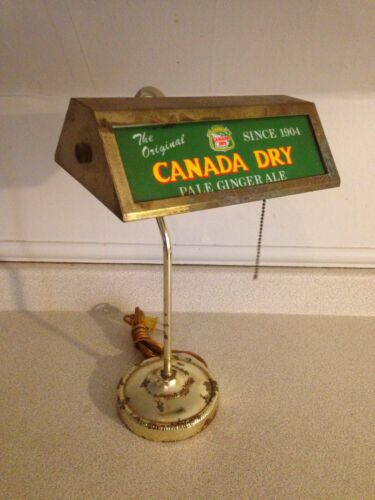 The
Original
SINCE 1904
CANADA DRY
PALE GINGER ALE